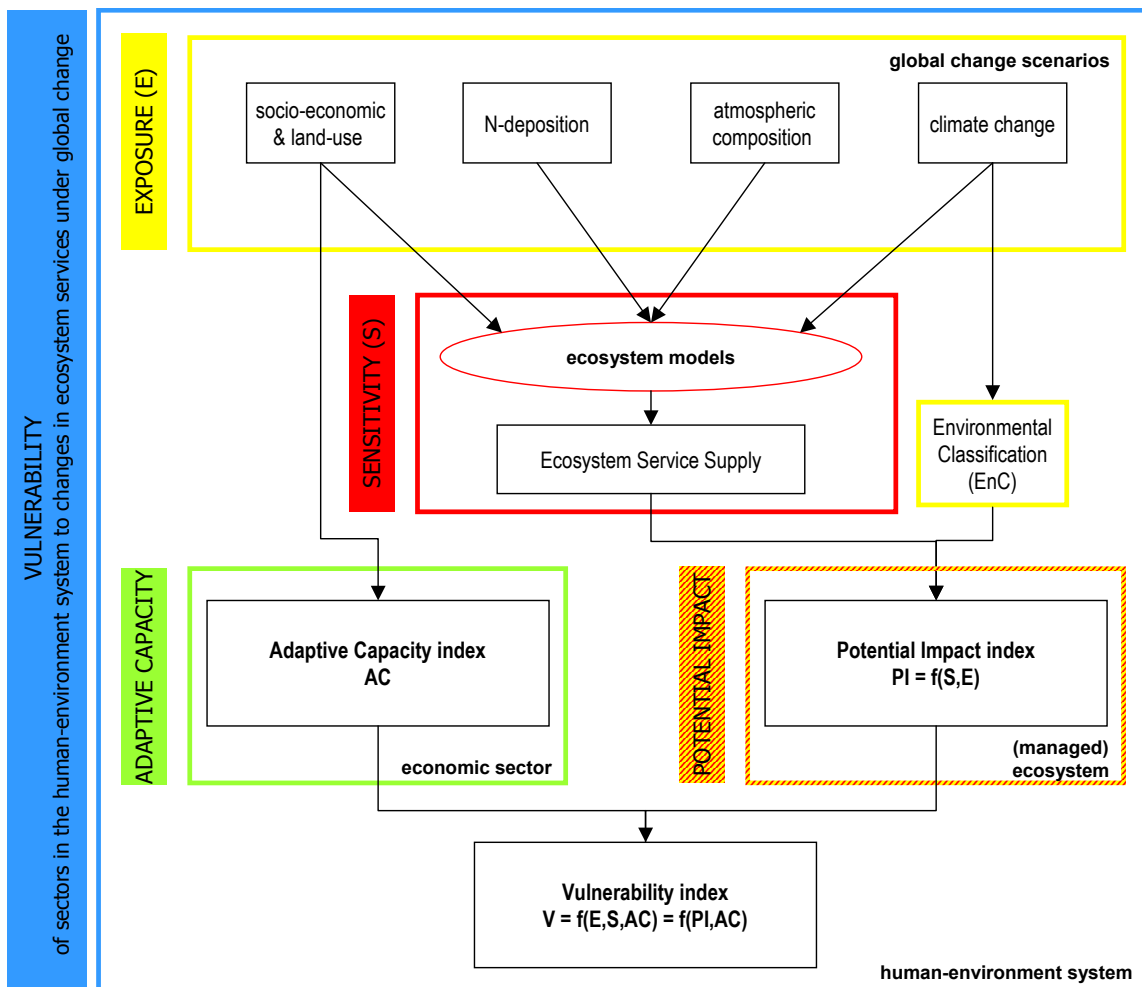 VULNERABILITY
of sectors in the human-environment system to changes in ecosystem services under global change
EXPOSURE (E)
global change scenarios
socio-economic
& land-use
N-deposition
atmospheric
composition
climate change
SENSITIVITY (S)
ecosystem models
Ecosystem Service Supply
Environmental
Classification
(EnC)
ADAPTIVE CAPACITY
Adaptive Capacity index
AC
economic sector
POTENTIAL IMPACT
Potential Impact index
PI = f(S,E)
(managed)
ecosystem
Vulnerability index
V = f(E,S,AC) = f(PI,AC)
human-environment system